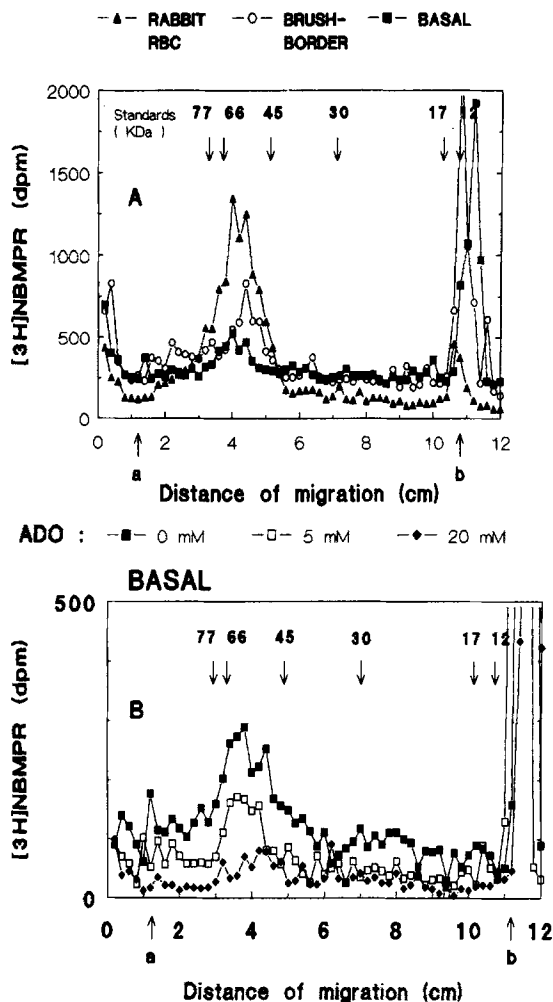 RABBIT RBC
BRUSH-BORDER
BASAL
[3H]NBMPR (dpm)
2000
1500
1000
500
0
Standards
( KDa)
77 66 45 30 17
A
0 2 4 6 8 10 12
a b
Distance of migration (cm)
ADO : 0 mM 5 mM 20 mM
BASAL
[3H]NBMPR (dpm)
500
0
77 66 45 30 17 12
B
0 2 4 6 8 10 12
a b
Distance of migration (cm)